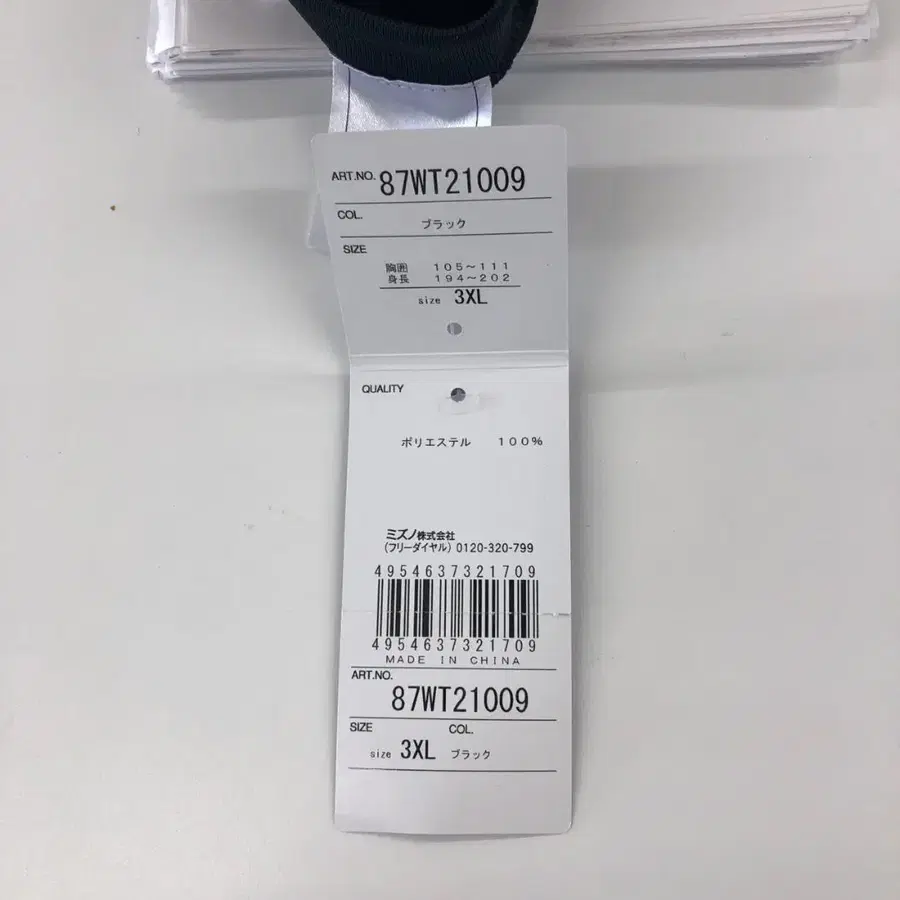 ART.NO. 87WT21009
COL.
ブラック
SIZE
胸囲 105～111
身長 194～202
size 3XL
QUALITY
ポリエステル 100%
ミズノ株式会社
(フリーダイヤル) 0120-320-799
4954637321709
4954637321709
MADE IN CHINA
ART.NO.
87WT21009
SIZE COL.
size 3XL ブラック